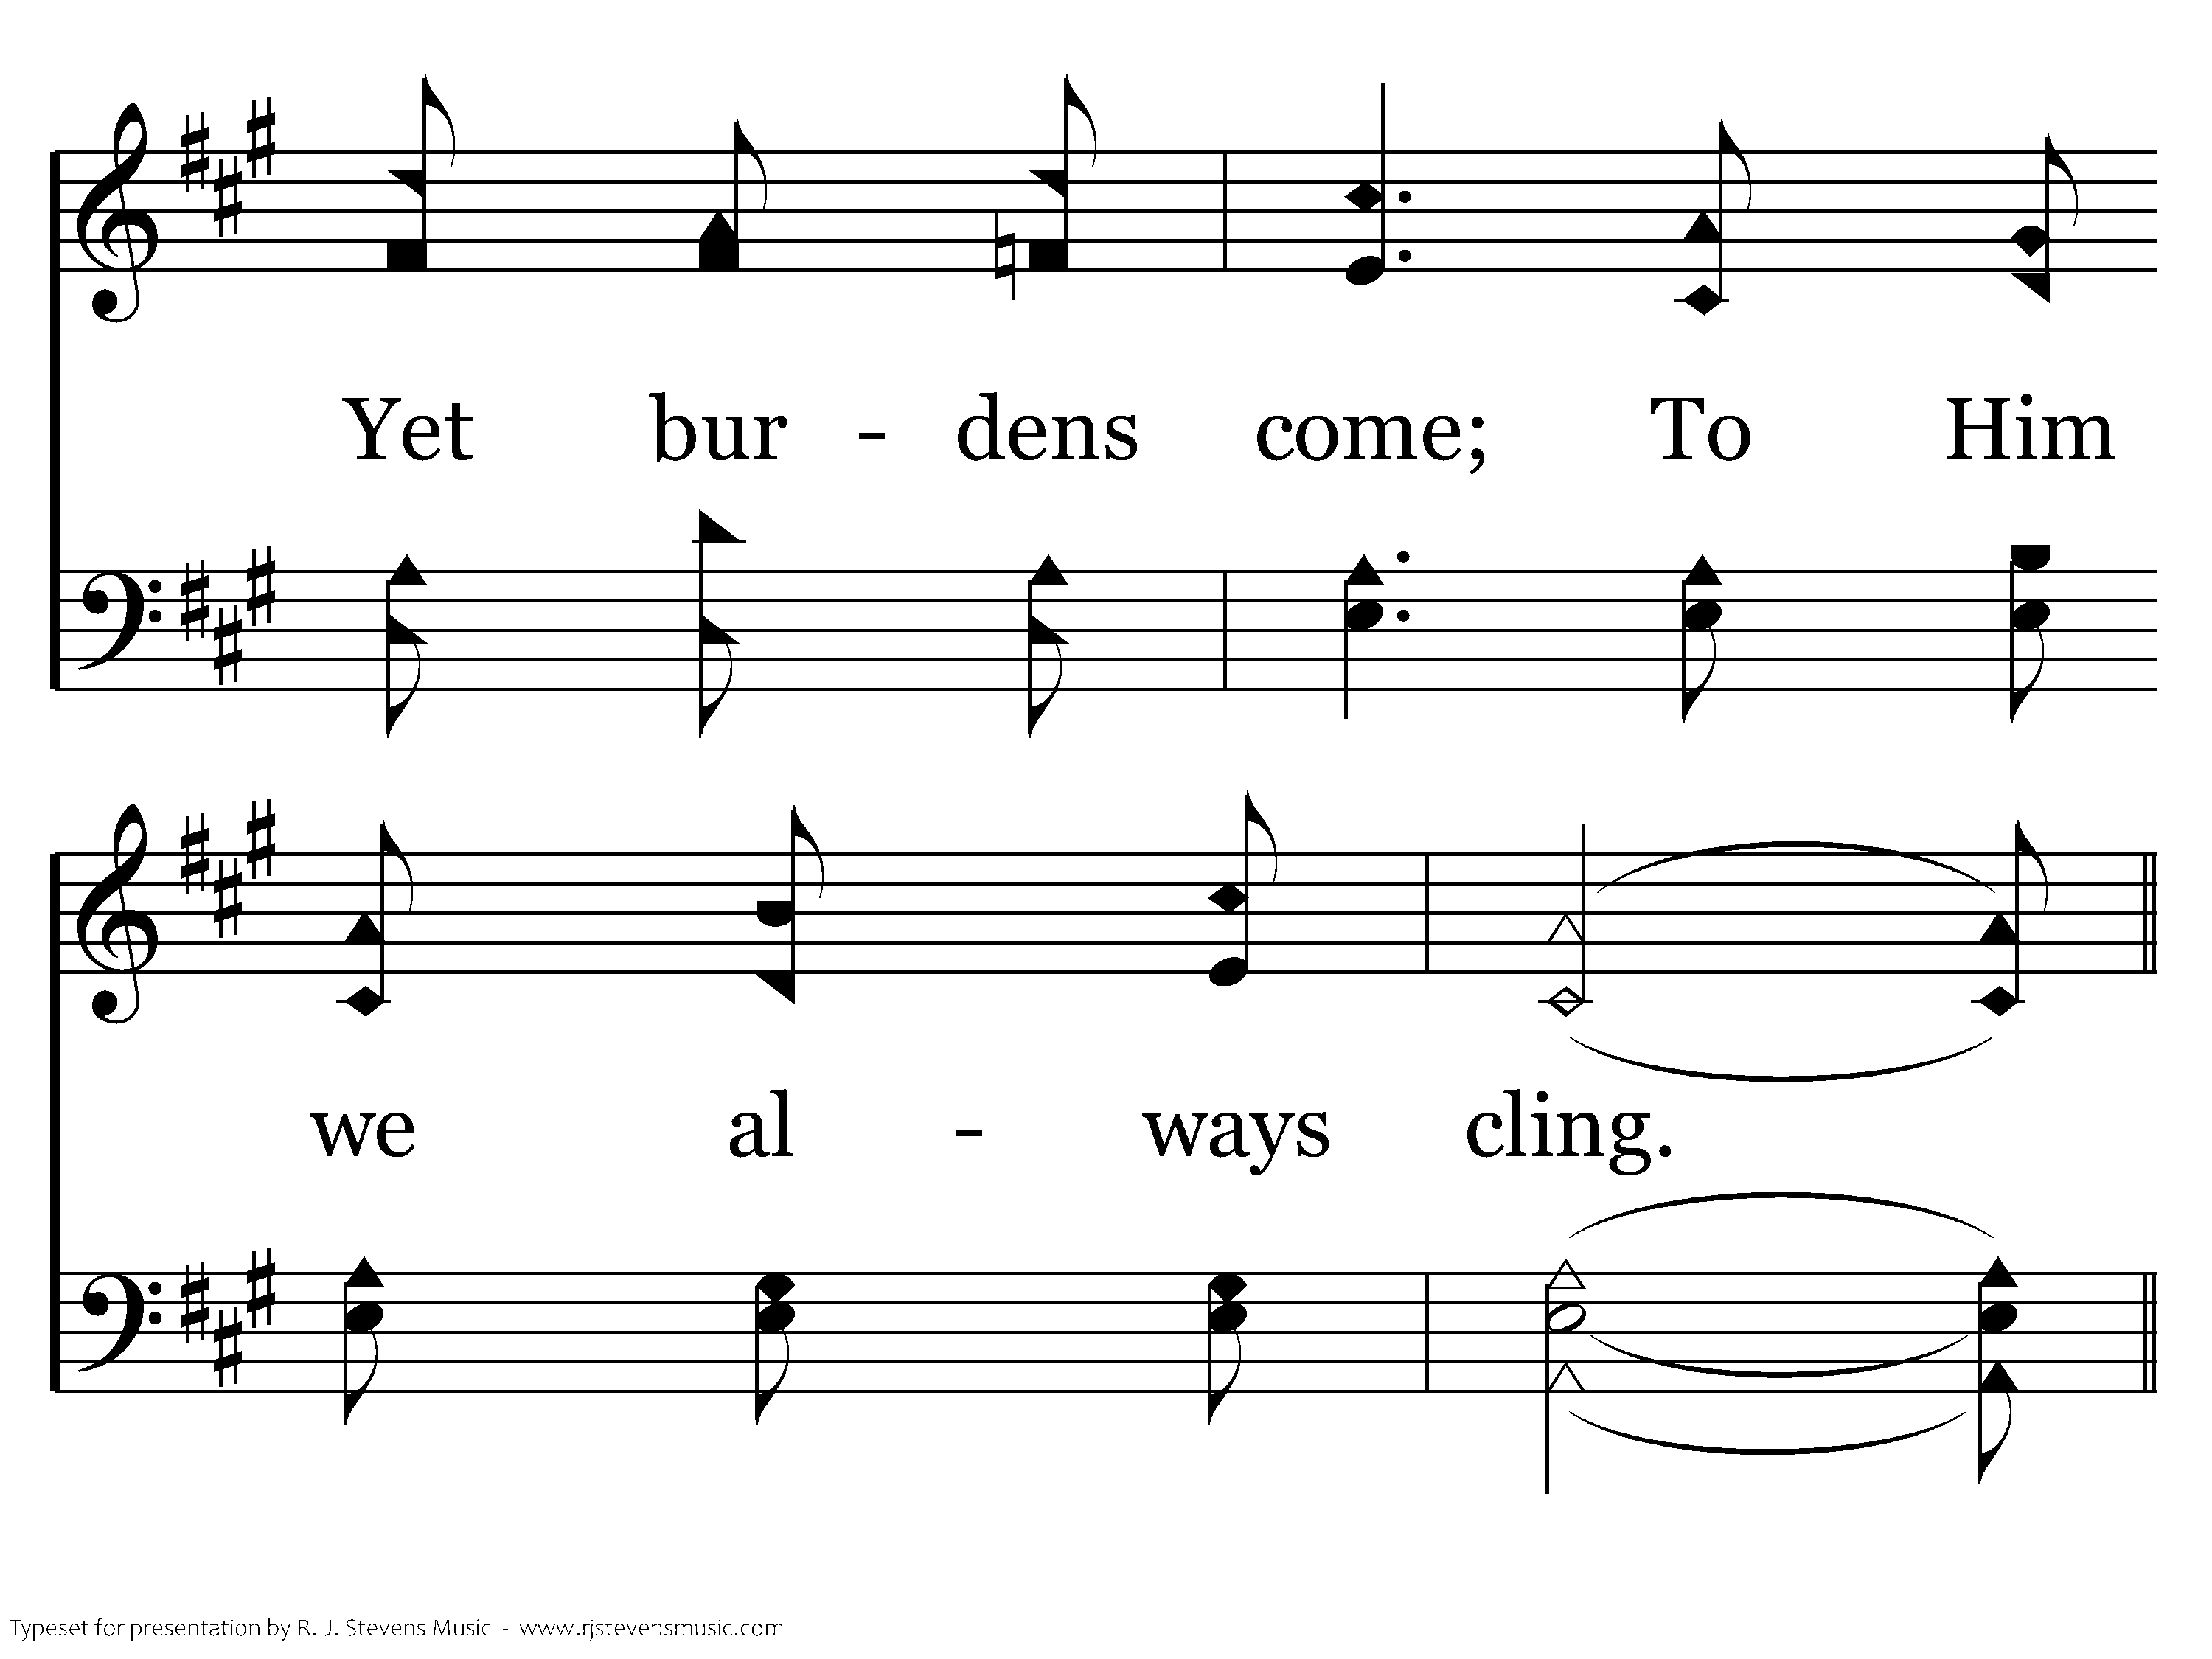 Yet bur - dens come; To Him
we al - ways cling.
Typeset for presentation by R. J. Stevens Music - www.rjstevensmusic.com